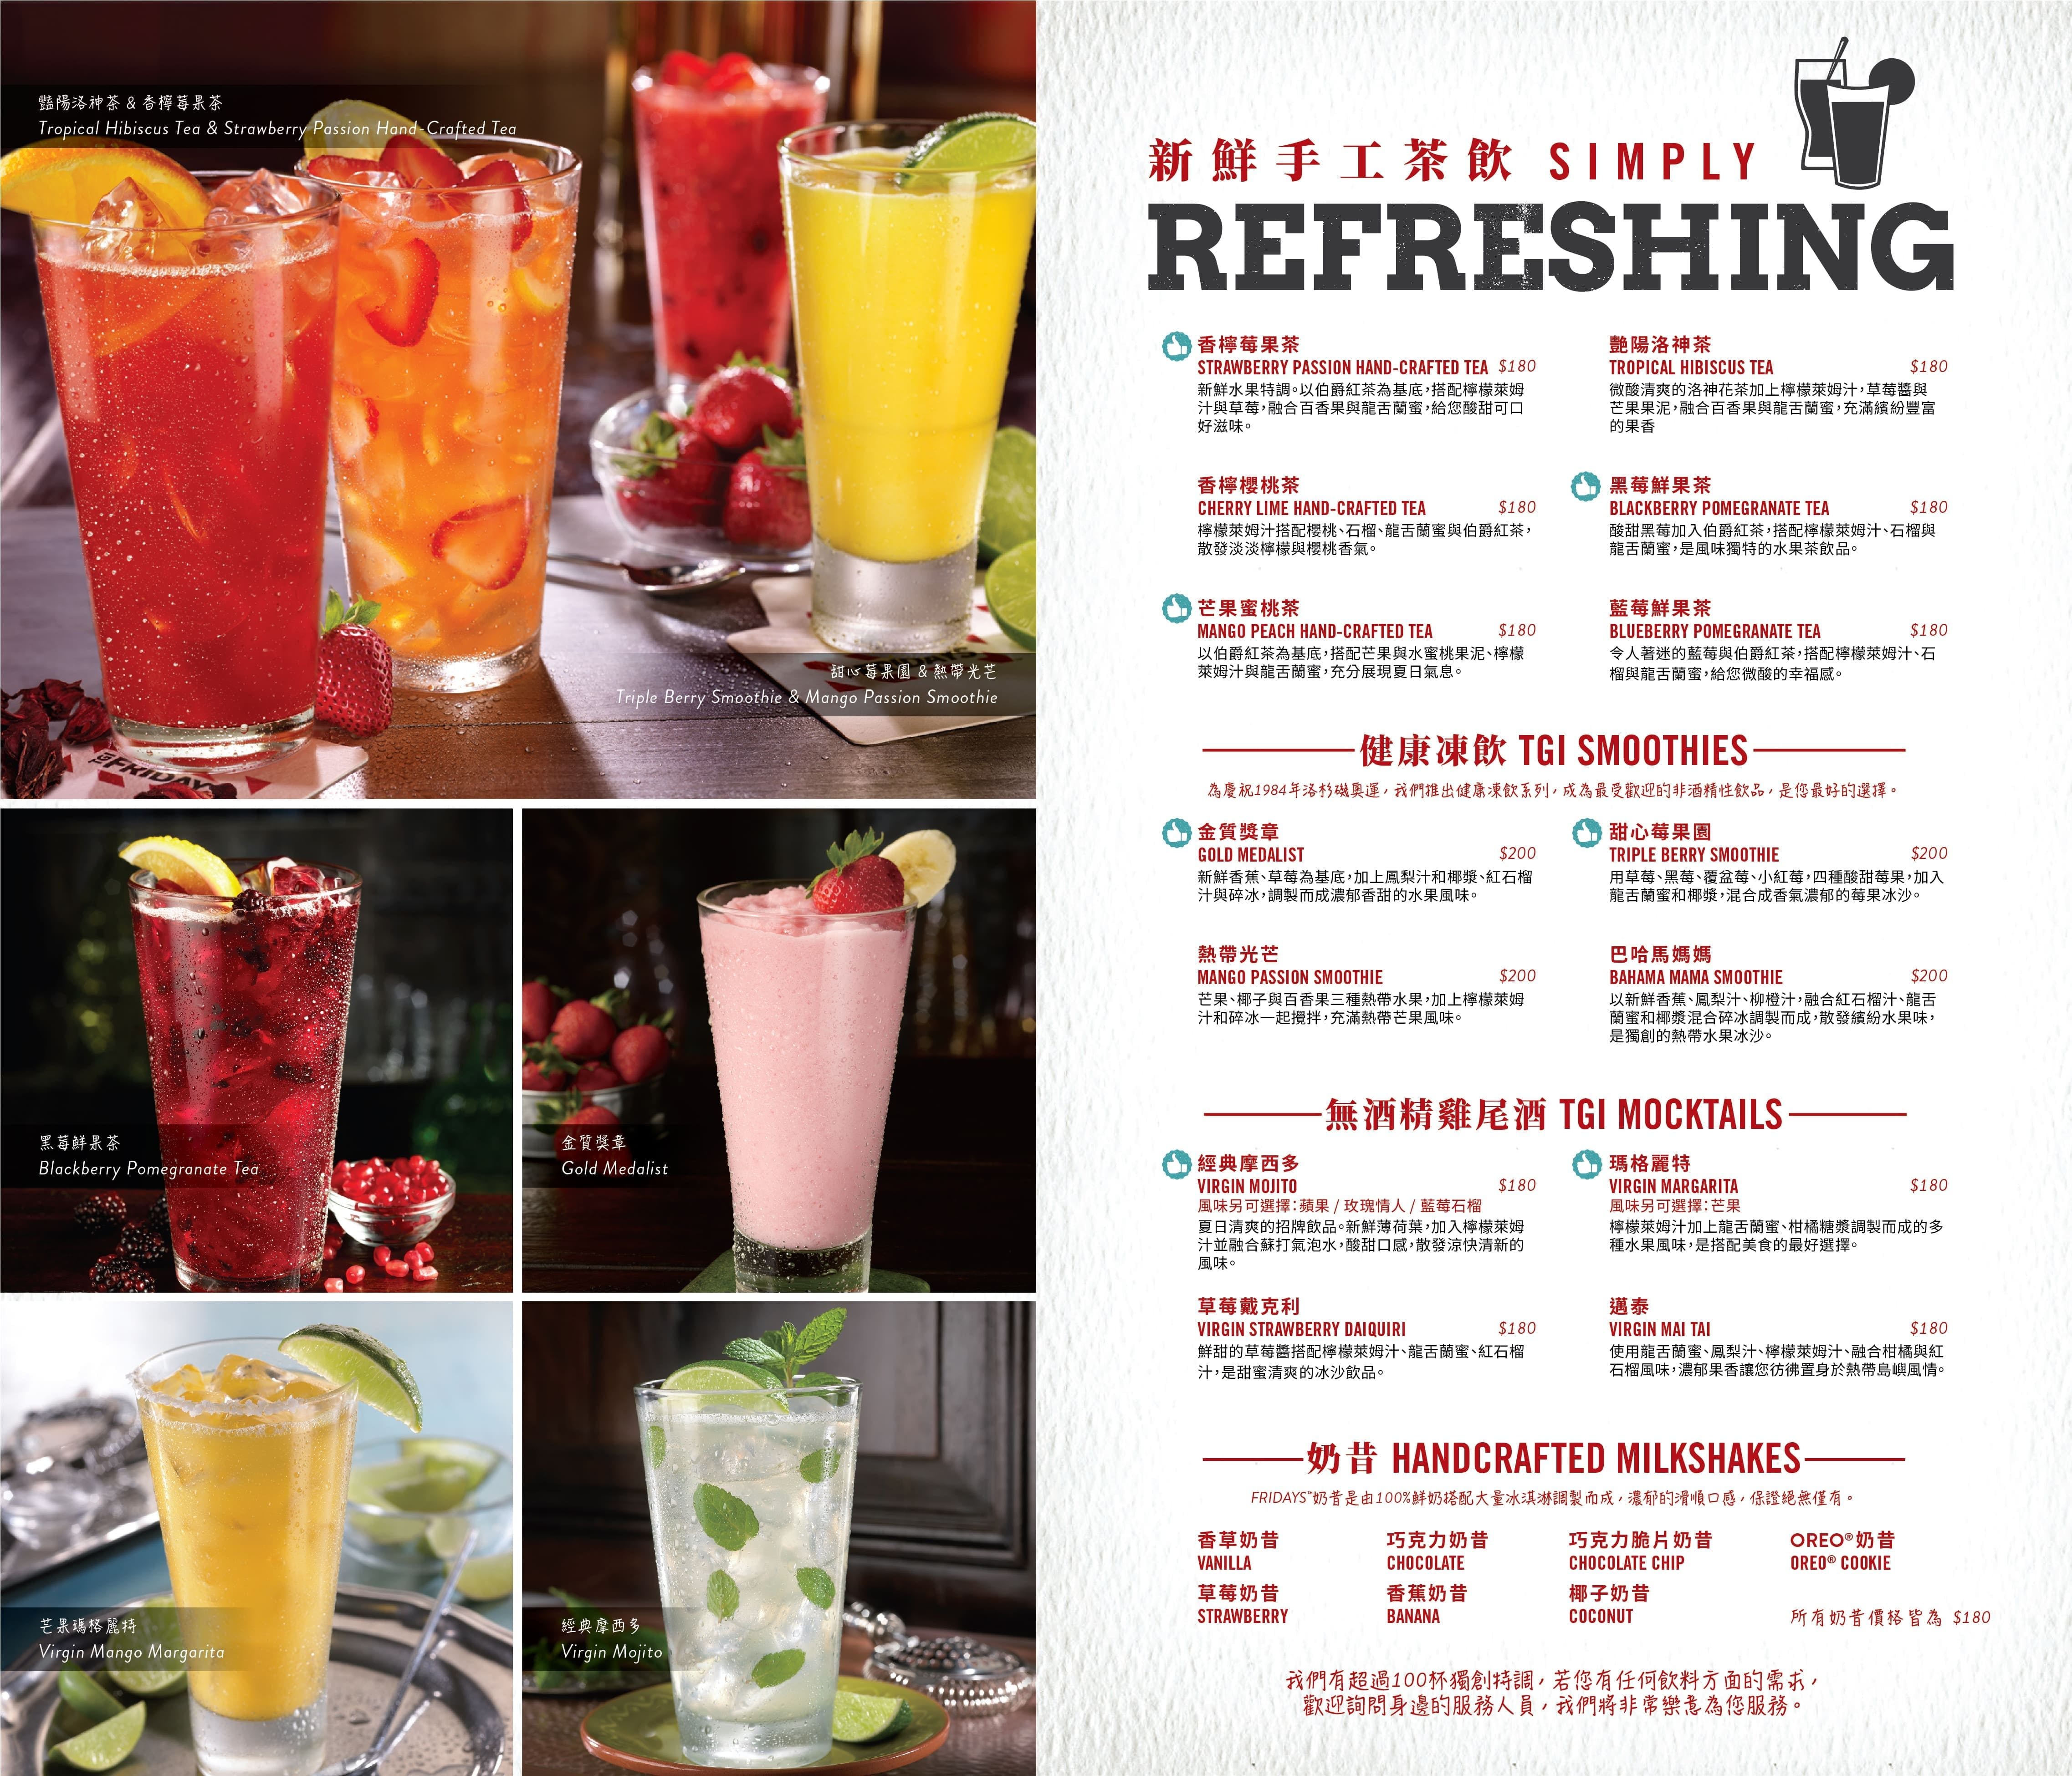 豔陽洛神茶 & 香檸莓果茶
Tropical Hibiscus Tea & Strawberry Passion Hand-Crafted Tea
甜心莓果園 & 熱帶光芒
Triple Berry Smoothie & Mango Passion Smoothie
FRIDAY
黑莓鮮果茶
Blackberry Pomegranate Tea
金質獎章
Gold Medalist
芒果瑪格麗特
Virgin Mango Margarita
經典摩西多
Virgin Mojito
新鮮手工茶飲 SIMPLY
REFRESHING
香檸莓果茶
STRAWBERRY PASSION HAND-CRAFTED TEA $180
新鮮水果特調。以伯爵紅茶為基底,搭配檸檬萊姆
汁與草莓,融合百香果與龍舌蘭蜜,給您酸甜可口
好滋味。
艷陽洛神茶
TROPICAL HIBISCUS TEA $180
微酸清爽的洛神花茶加上檸檬萊姆汁,草莓醬與
芒果果泥,融合百香果與龍舌蘭蜜,充滿繽紛豐富
的果香
香檸櫻桃茶
CHERRY LIME HAND-CRAFTED TEA $180
檸檬萊姆汁搭配櫻桃、石榴、龍舌蘭蜜與伯爵紅茶,
散發淡淡檸檬與櫻桃香氣。
黑莓鮮果茶
BLACKBERRY POMEGRANATE TEA $180
酸甜黑莓加入伯爵紅茶,搭配檸檬萊姆汁、石榴與
龍舌蘭蜜,是風味獨特的水果茶飲品。
芒果蜜桃茶
MANGO PEACH HAND-CRAFTED TEA $180
以伯爵紅茶為基底,搭配芒果與水蜜桃果泥、檸檬
萊姆汁與龍舌蘭蜜,充分展現夏日氣息。
藍莓鮮果茶
BLUEBERRY POMEGRANATE TEA $180
令人著迷的藍莓與伯爵紅茶,搭配檸檬萊姆汁、石
榴與龍舌蘭蜜,給您微酸的幸福感。
健康凍飲 TGI SMOOTHIES
為慶祝1984年洛杉磯奧運,我們推出健康凍飲系列,成為最受歡迎的非酒精性飲品,是您最好的選擇。
金質獎章
GOLD MEDALIST $200
新鮮香蕉、草莓為基底,加上鳳梨汁和椰漿、紅石榴
汁與碎冰,調製而成濃郁香甜的水果風味。
甜心莓果園
TRIPLE BERRY SMOOTHIE $200
用草莓、黑莓、覆盆莓、小紅莓,四種酸甜莓果,加入
龍舌蘭蜜和椰漿,混合成香氣濃郁的莓果冰沙。
熱帶光芒
MANGO PASSION SMOOTHIE $200
芒果、椰子與百香果三種熱帶水果,加上檸檬萊姆
汁和碎冰一起攪拌,充滿熱帶芒果風味。
巴哈馬媽媽
BAHAMA MAMA SMOOTHIE $200
以新鮮香蕉、鳳梨汁、柳橙汁,融合紅石榴汁、龍舌
蘭蜜和椰漿混合碎冰調製而成,散發繽紛水果味,
是獨創的熱帶水果冰沙。
無酒精雞尾酒 TGI MOCKTAILS
經典摩西多
VIRGIN MOJITO $180
風味另可選擇:蘋果 / 玫瑰情人 / 藍莓石榴
夏日清爽的招牌飲品。新鮮薄荷葉,加入檸檬萊姆
汁並融合蘇打氣泡水,酸甜口感,散發涼快清新的
風味。
瑪格麗特
VIRGIN MARGARITA $180
風味另可選擇:芒果
檸檬萊姆汁加上龍舌蘭蜜、柑橘糖漿調製而成的多
種水果風味,是搭配美食的最好選擇。
草莓戴克利
VIRGIN STRAWBERRY DAIQUIRI $180
鮮甜的草莓醬搭配檸檬萊姆汁、龍舌蘭蜜、紅石榴
汁,是甜蜜清爽的冰沙飲品。
邁泰
VIRGIN MAI TAI $180
使用龍舌蘭蜜、鳳梨汁、檸檬萊姆汁、融合柑橘與紅
石榴風味,濃郁果香讓您彷彿置身於熱帶島嶼風情。
奶昔 HANDCRAFTED MILKSHAKES
FRIDAYS™奶昔是由100%鮮奶搭配大量冰淇淋調製而成,濃郁的滑順口感,保證絕無僅有。
香草奶昔
VANILLA
巧克力奶昔
CHOCOLATE
巧克力脆片奶昔
CHOCOLATE CHIP
OREO®奶昔
OREO® COOKIE
草莓奶昔
STRAWBERRY
香蕉奶昔
BANANA
椰子奶昔
COCONUT
所有奶昔價格皆為 $180
我們有超過100杯獨創特調,若您有任何飲料方面的需求,
歡迎詢問身邊的服務人員,我們將非常樂意為您服務。